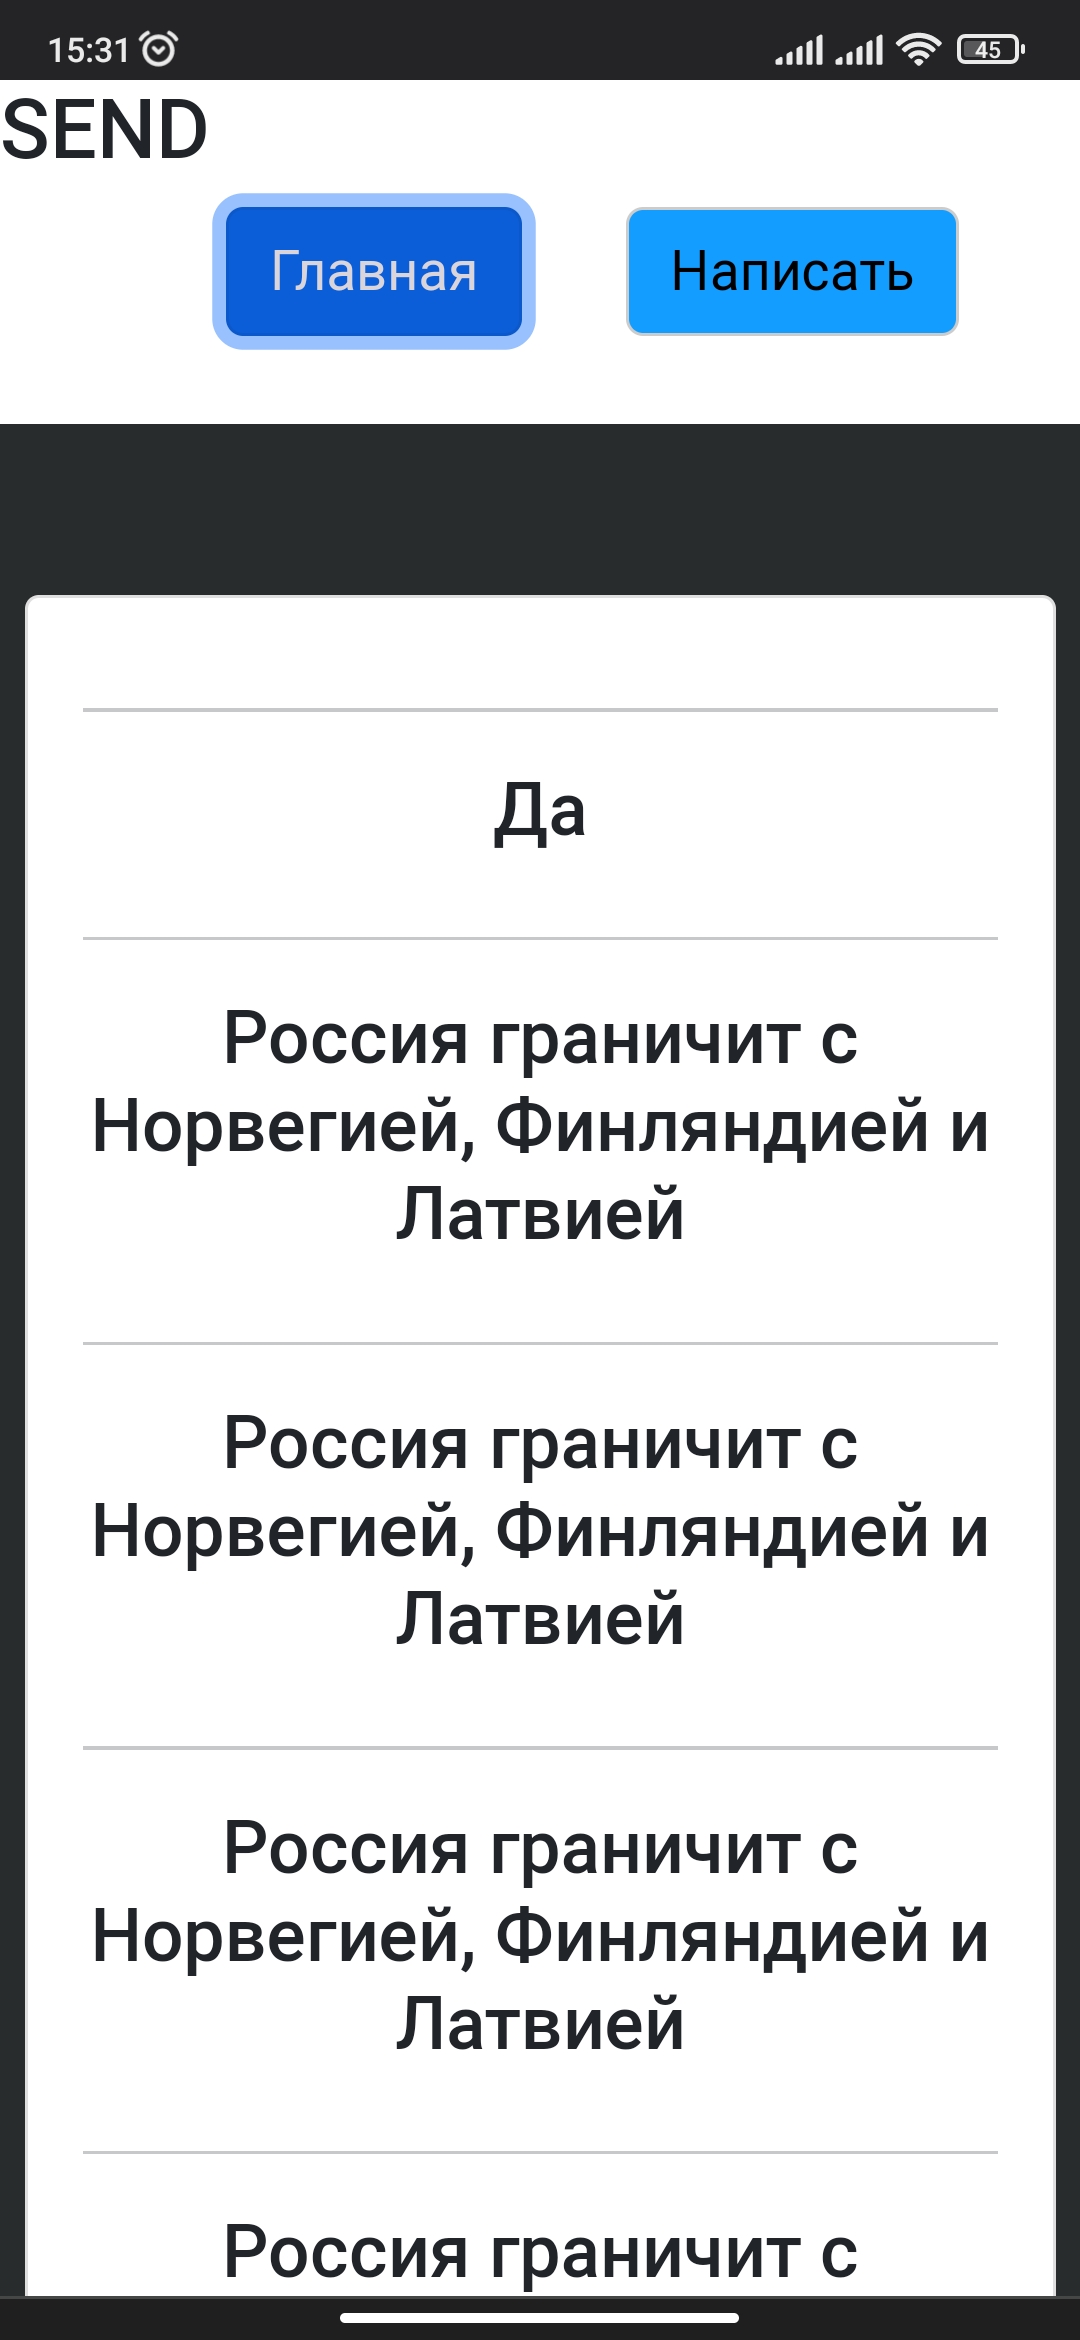 15:31
45
SEND
Главная
Написать
Да
Россия граничит с
Норвегией, Финляндией и
Латвией
Россия граничит с
Норвегией, Финляндией и
Латвией
Россия граничит с
Норвегией, Финляндией и
Латвией
Россия граничит с